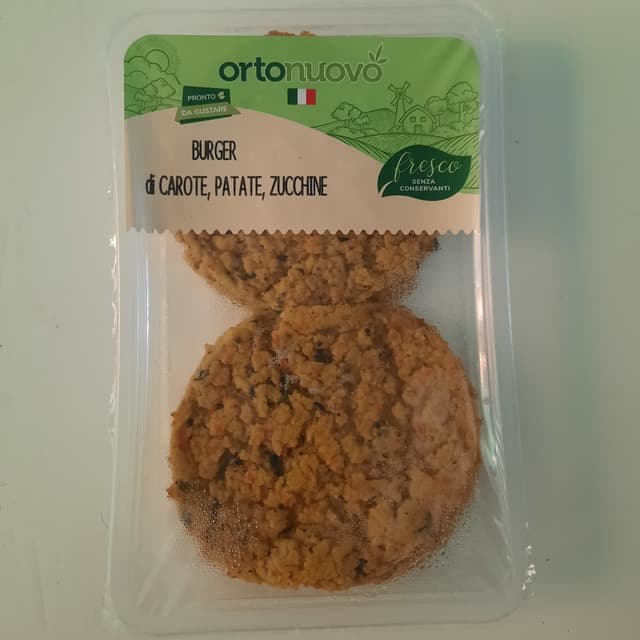 ortonuovo
PRONTO
DA GUSTARE
BURGER
di CAROTE, PATATE, ZUCCHINE
fresco
SENZA
CONSERVANTI